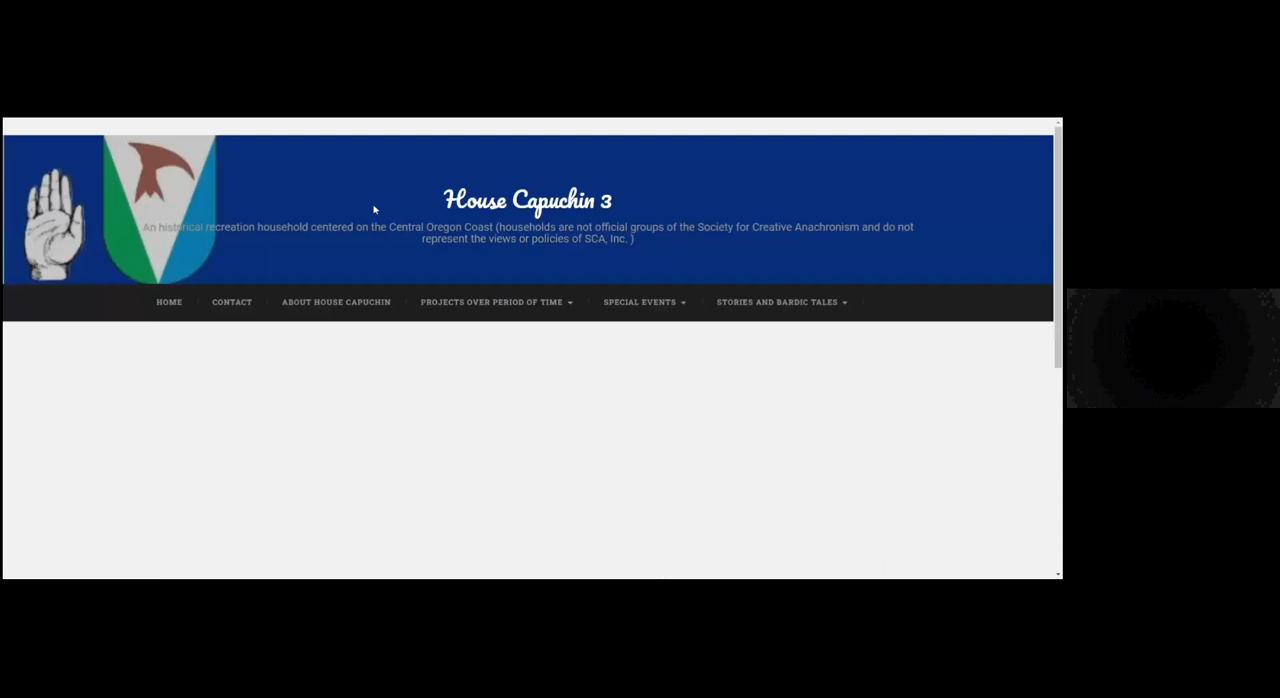 House Capuchin 3
An historical recreation household centered on the Central Oregon Coast (households are not official groups of the Society for Creative Anachronism and do not
represent the views or policies of SCA, Inc. )
HOME CONTACT ABOUT HOUSE CAPUCHIN PROJECTS OVER PERIOD OF TIME SPECIAL EVENTS STORIES AND BARDIC TALES